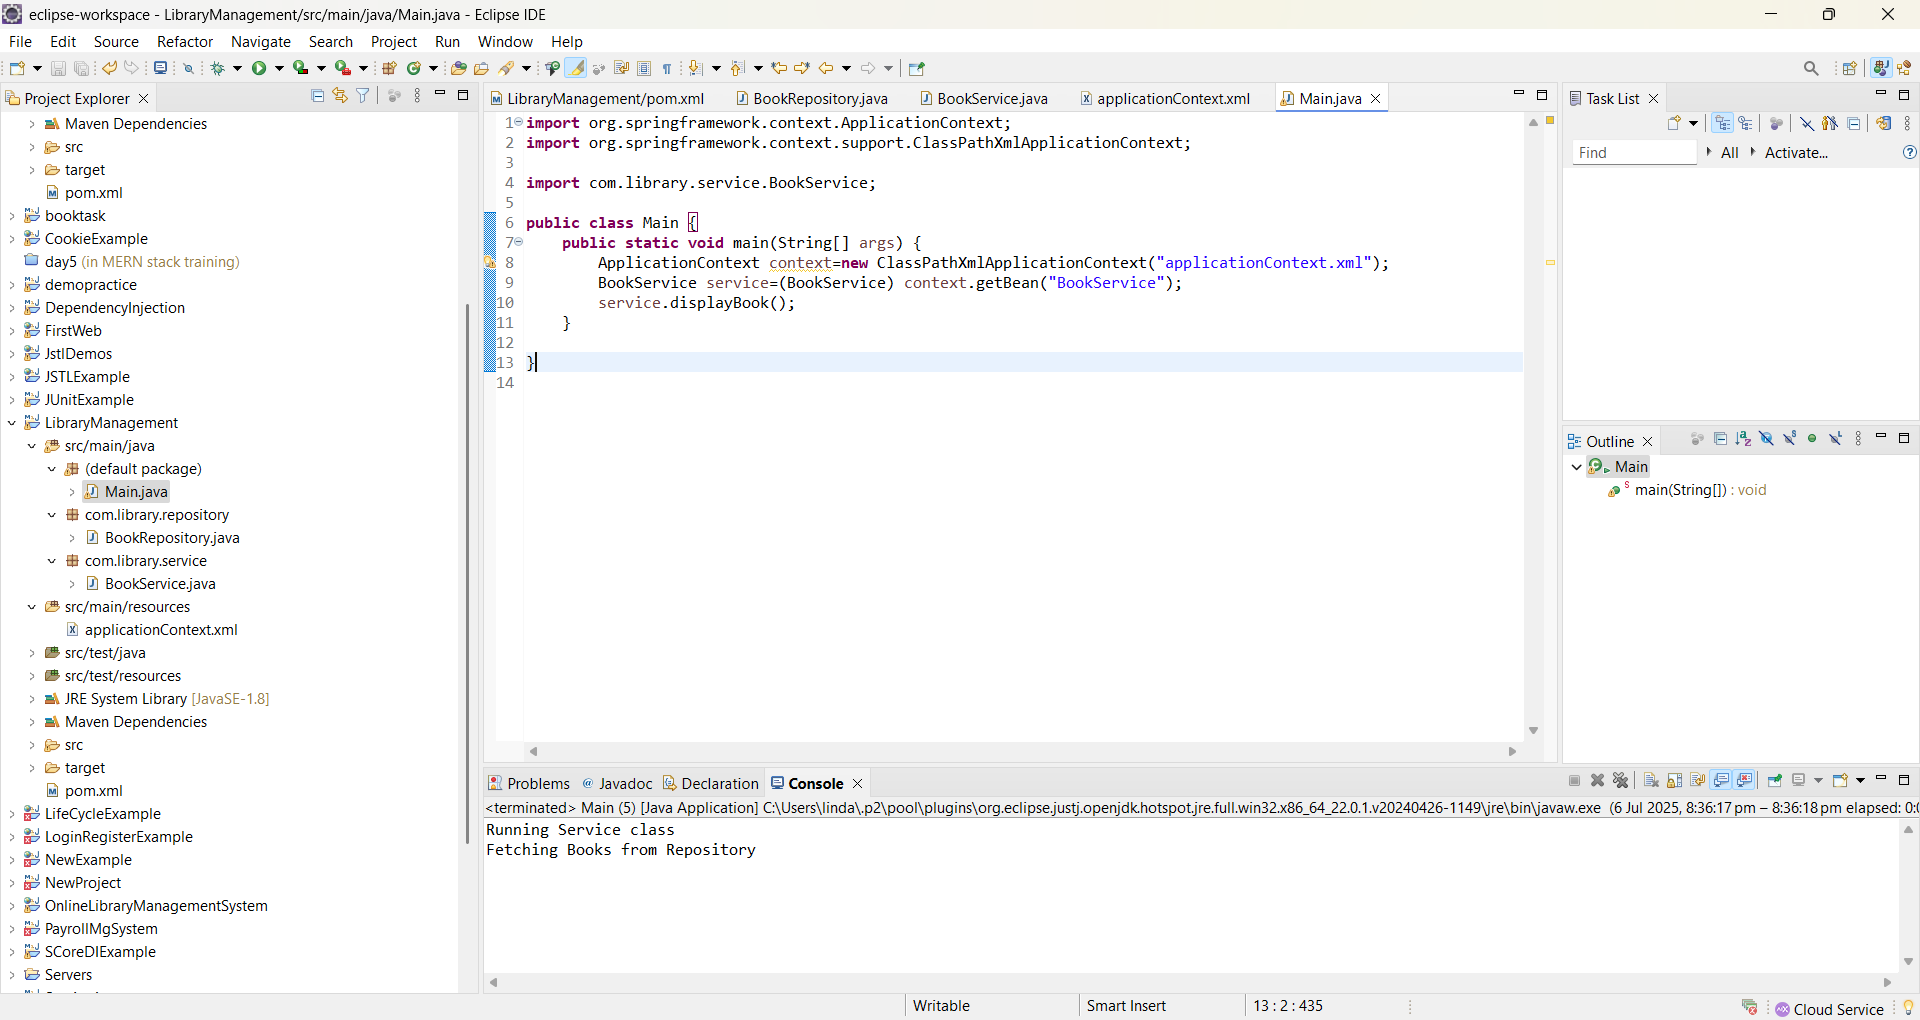 eclipse-workspace - LibraryManagement/src/main/java/Main.java - Eclipse IDE
File Edit Source Refactor Navigate Search Project Run Window Help
Project Explorer
Maven Dependencies
src
target
pom.xml
booktask
CookieExample
day5 (in MERN stack training)
demopractice
DependencyInjection
FirstWeb
JstlDemos
JSTLExample
JUnitExample
LibraryManagement
src/main/java
(default package)
Main.java
com.library.repository
BookRepository.java
com.library.service
BookService.java
src/main/resources
applicationContext.xml
src/test/java
src/test/resources
JRE System Library [JavaSE-1.8]
Maven Dependencies
src
target
pom.xml
LifeCycleExample
LoginRegisterExample
NewExample
NewProject
OnlineLibraryManagementSystem
PayrollMgSystem
SCoreDIExample
Servers
LibraryManagement/pom.xml BookRepository.java BookService.java applicationContext.xml Main.java
1 import org.springframework.context.ApplicationContext;
2 import org.springframework.context.support.ClassPathXmlApplicationContext;
3
4 import com.library.service.BookService;
5
6 public class Main {
7 public static void main(String[] args) {
8 ApplicationContext context=new ClassPathXmlApplicationContext("applicationContext.xml");
9 BookService service=(BookService) context.getBean("BookService");
10 service.displayBook();
11 }
12
13 }
14
Task List
Find All Activate...
Outline
Main
main(String[]) : void
Problems Javadoc Declaration Console
<terminated> Main (5) [Java Application] C:\Users\linda\.p2\pool\plugins\org.eclipse.justj.openjdk.hotspot.jre.full.win32.x86_64_22.0.1.v20240426-1149\jre\bin\javaw.exe (6 Jul 2025, 8:36:17 pm – 8:36:18 pm elapsed: 0:0
Running Service class
Fetching Books from Repository
Writable Smart Insert 13 : 2 : 435 Cloud Service